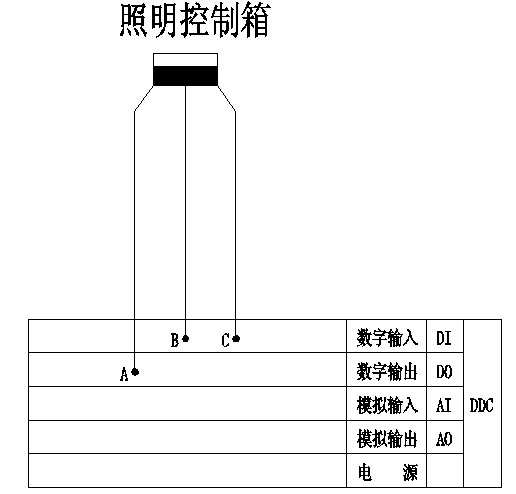 照明控制箱
B C 数字输入 DI
A 数字输出 DO
模拟输入 AI DDC
模拟输出 AO
电 源